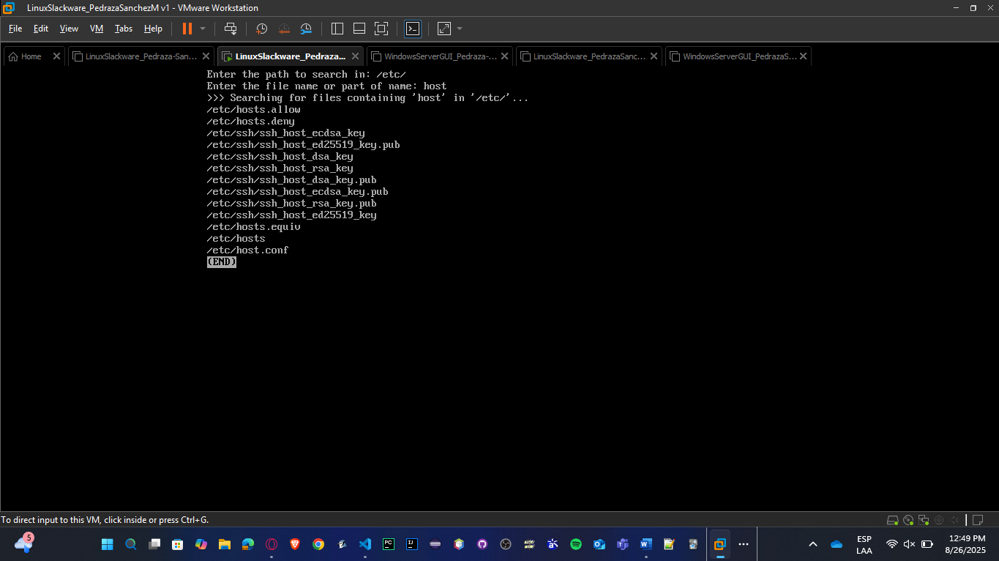 LinuxSlackware_PedrazaSanchezM v1 - VMware Workstation
File Edit View VM Tabs Help
Home LinuxSlackware_Pedraza-San... LinuxSlackware_Pedraza... WindowsServerGUI_Pedraza-... LinuxSlackware_PedrazaSanc... WindowsServerGUI_PedrazaS...
Enter the path to search in: /etc/
Enter the file name or part of name: host
>>> Searching for files containing 'host' in '/etc/'...
/etc/hosts.allow
/etc/hosts.deny
/etc/ssh/ssh_host_ecdsa_key
/etc/ssh/ssh_host_ed25519_key.pub
/etc/ssh/ssh_host_dsa_key
/etc/ssh/ssh_host_rsa_key
/etc/ssh/ssh_host_dsa_key.pub
/etc/ssh/ssh_host_ecdsa_key.pub
/etc/ssh/ssh_host_rsa_key.pub
/etc/ssh/ssh_host_ed25519_key
/etc/hosts.equiv
/etc/hosts
/etc/host.conf
(END)
To direct input to this VM, click inside or press Ctrl+G.
5
ESP
LAA
12:49 PM
8/26/2025